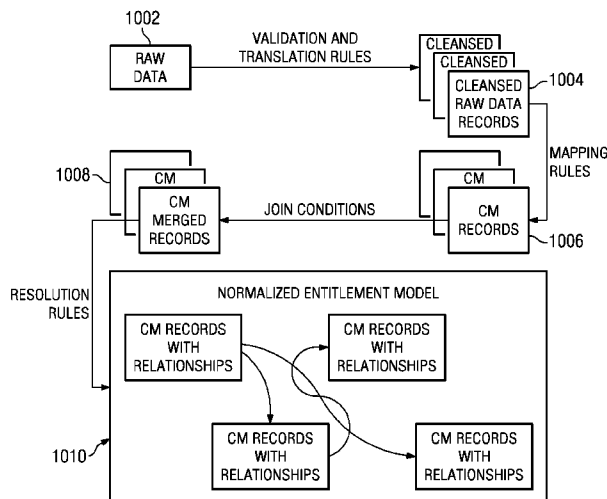 1002
RAW
DATA
VALIDATION AND
TRANSLATION RULES
CLEANSED
CLEANSED
CLEANSED
RAW DATA
RECORDS
1004
MAPPING
RULES
1008
CM
CM
MERGED
RECORDS
JOIN CONDITIONS
CM
CM
RECORDS
1006
RESOLUTION
RULES
NORMALIZED ENTITLEMENT MODEL
CM RECORDS
WITH
RELATIONSHIPS
CM RECORDS
WITH
RELATIONSHIPS
CM RECORDS
WITH
RELATIONSHIPS
CM RECORDS
WITH
RELATIONSHIPS
1010